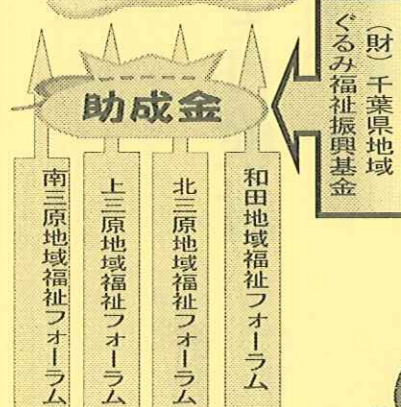 （財）千葉県地域
ぐるみ福祉振興基金
助成金
和田地域福祉フォーラム
北三原地域福祉フォーラム
上三原地域福祉フォーラム
南三原地域福祉フォーラム